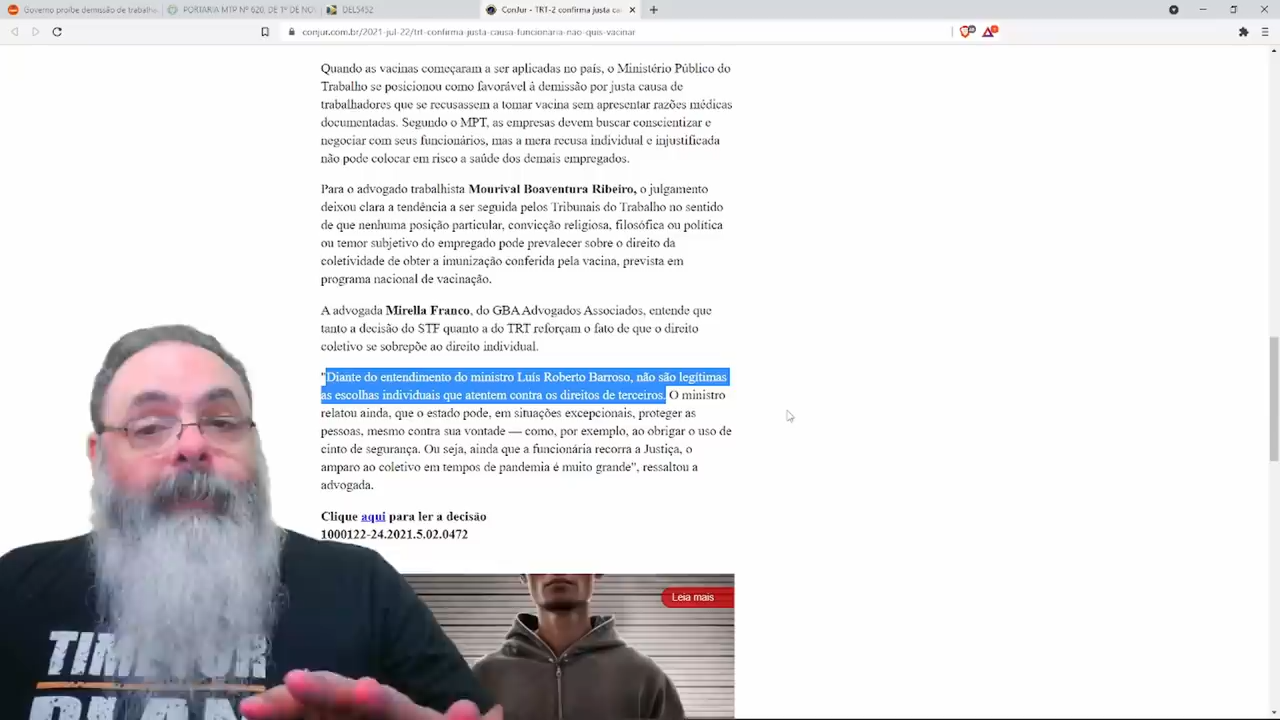 Governo proíbe demissão de trabalho
PORTARIA MTP Nº 620, DE 1º DE NOV
DEL5452
ConJur - TRT-2 confirma justa ca
conjur.com.br/2021-jul-22/trt-confirma-justa-causa-funcionaria-nao-quis-vacinar
Quando as vacinas começaram a ser aplicadas no país, o Ministério Público do
Trabalho se posicionou como favorável à demissão por justa causa de
trabalhadores que se recusassem a tomar vacina sem apresentar razões médicas
documentadas. Segundo o MPT, as empresas devem buscar conscientizar e
negociar com seus funcionários, mas a mera recusa individual e injustificada
não pode colocar em risco a saúde dos demais empregados.
Para o advogado trabalhista Mourival Boaventura Ribeiro, o julgamento
deixou clara a tendência a ser seguida pelos Tribunais do Trabalho no sentido
de que nenhuma posição particular, convicção religiosa, filosófica ou política
ou temor subjetivo do empregado pode prevalecer sobre o direito da
coletividade de obter a imunização conferida pela vacina, prevista em
programa nacional de vacinação.
A advogada Mirella Franco, do GBA Advogados Associados, entende que
tanto a decisão do STF quanto a do TRT reforçam o fato de que o direito
coletivo se sobrepõe ao direito individual.
"Diante do entendimento do ministro Luís Roberto Barroso, não são legítimas
as escolhas individuais que atentem contra os direitos de terceiros. O ministro
relatou ainda, que o estado pode, em situações excepcionais, proteger as
pessoas, mesmo contra sua vontade — como, por exemplo, ao obrigar o uso de
cinto de segurança. Ou seja, ainda que a funcionária recorra a Justiça, o
amparo ao coletivo em tempos de pandemia é muito grande", ressaltou a
advogada.
Clique aqui para ler a decisão
1000122-24.2021.5.02.0472
Leia mais